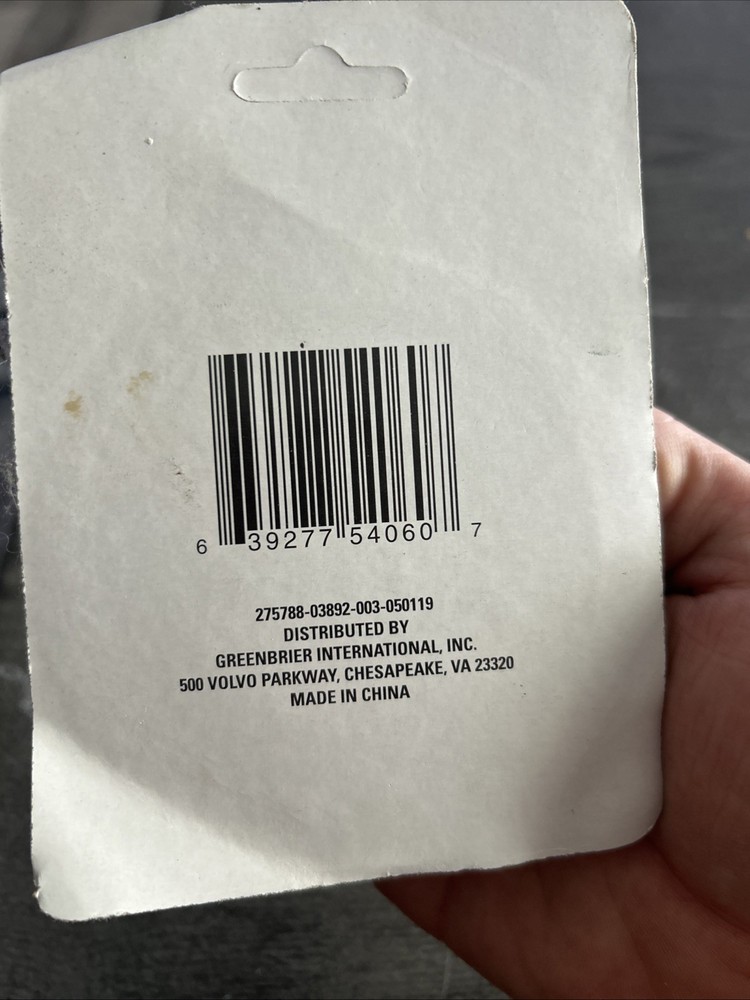 6 39277 54060 7
275788-03892-003-050119
DISTRIBUTED BY
GREENBRIER INTERNATIONAL, INC.
500 VOLVO PARKWAY, CHESAPEAKE, VA 23320
MADE IN CHINA